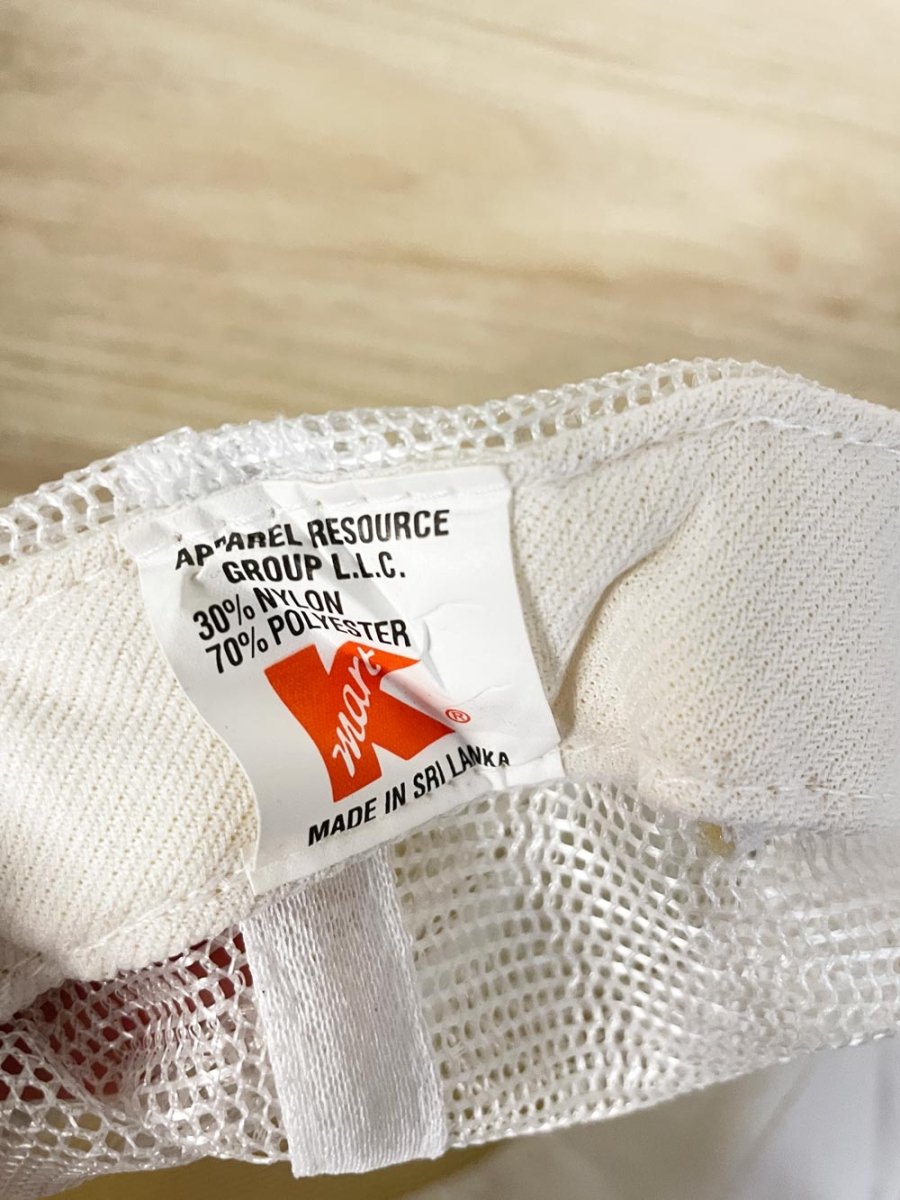 APPAREL RESOURCE
GROUP L.L.C.
30% NYLON
70% POLYESTER
K
mart
®
MADE IN SRI LANKA